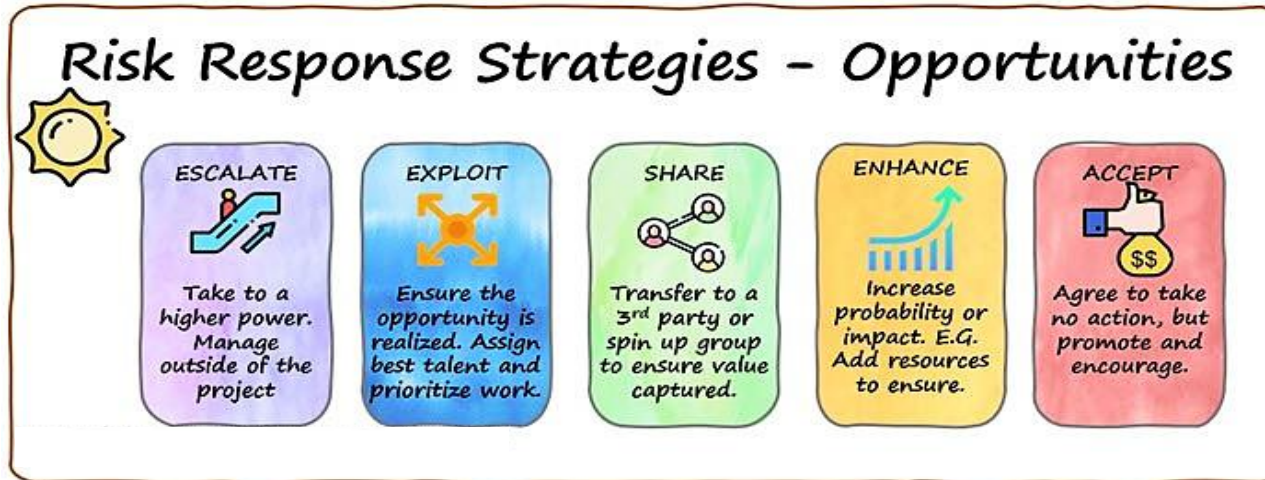 Risk Response Strategies - Opportunities
ESCALATE
Take to a
higher power.
Manage
outside of the
project
EXPLOIT
Ensure the
opportunity is
realized. Assign
best talent and
prioritize work.
SHARE
Transfer to a
3rd party or
spin up group
to ensure value
captured.
ENHANCE
Increase
probability or
impact. E.G.
Add resources
to ensure.
ACCEPT
$$
Agree to take
no action, but
promote and
encourage.